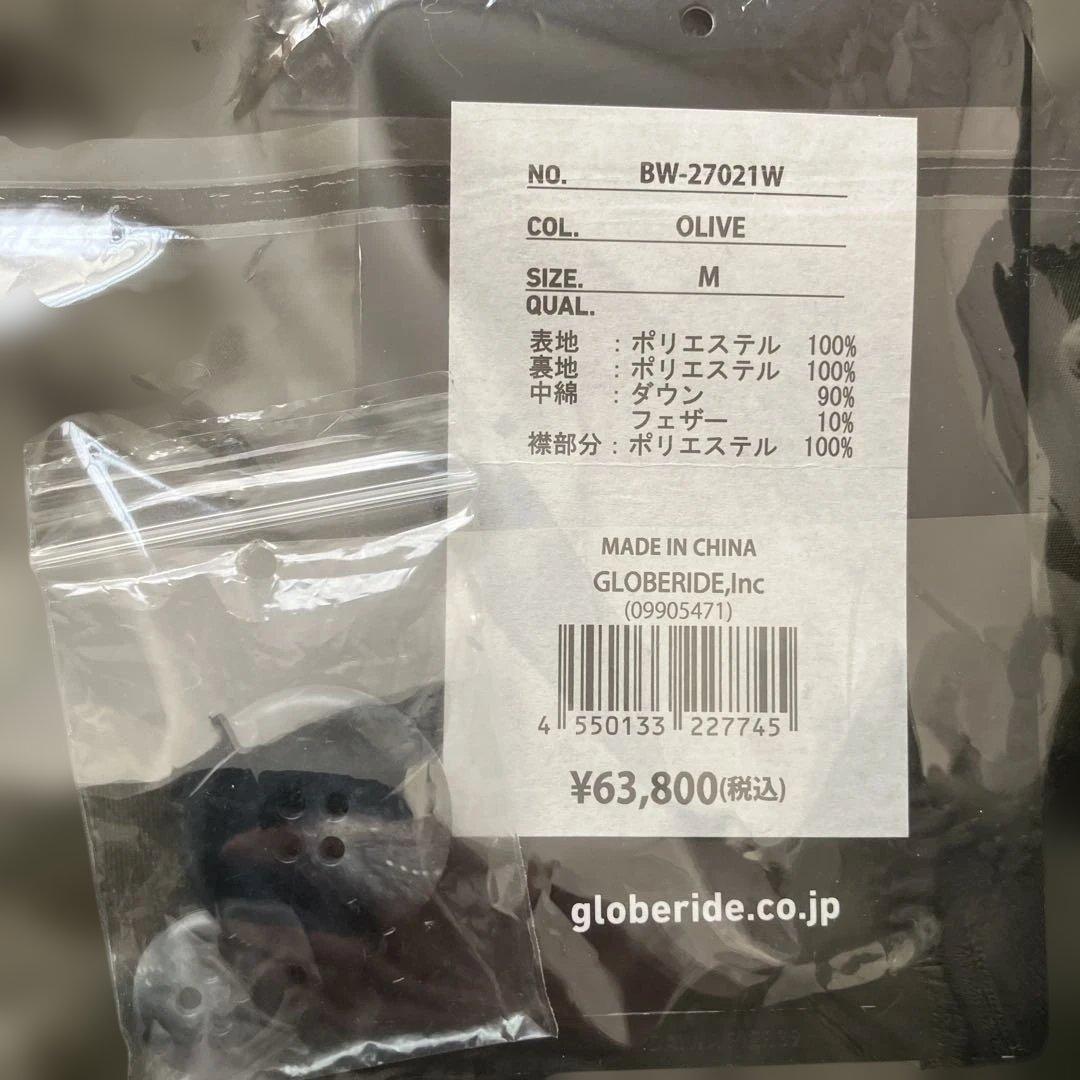 NO. BW-27021W
COL. OLIVE
SIZE. M
QUAL.
表地 : ポリエステル 100%
裏地 : ポリエステル 100%
中綿 : ダウン 90%
フェザー 10%
襟部分 : ポリエステル 100%
MADE IN CHINA
GLOBERIDE,Inc
(09905471)
4 550133 227745
¥63,800(税込)
globeride.co.jp